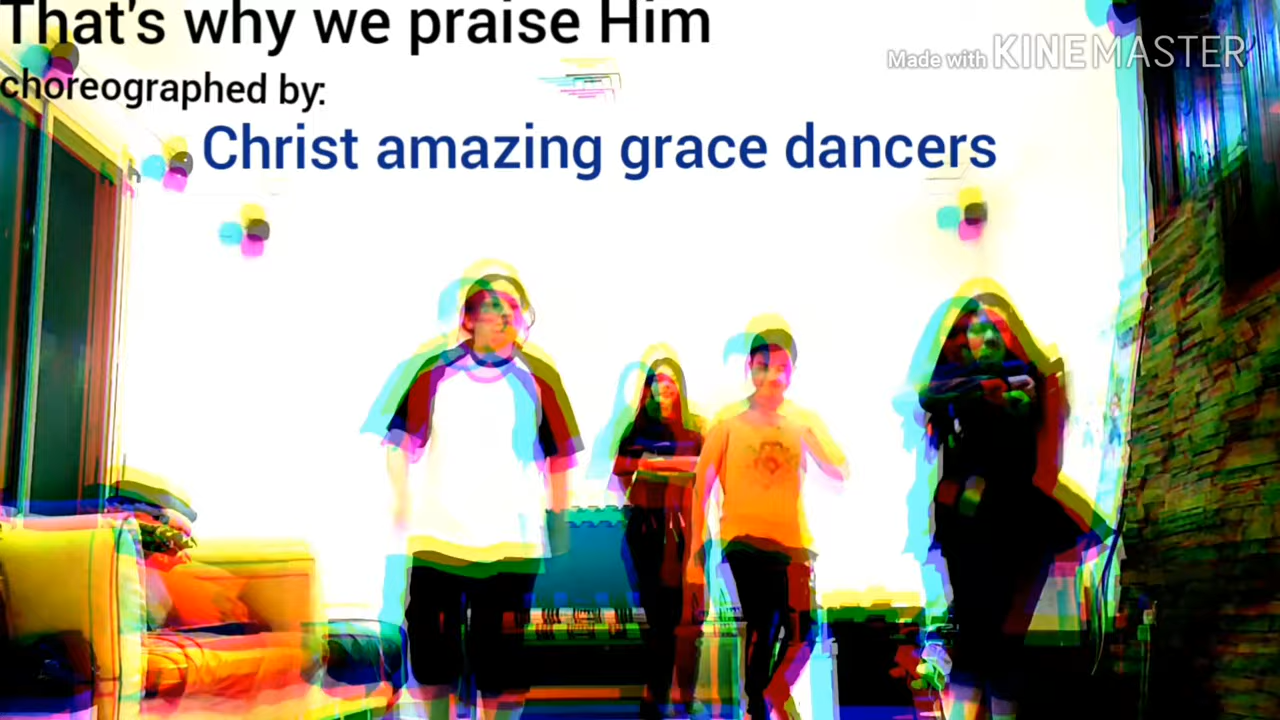 That's why we praise Him
Made with KINEMASTER
choreographed by:
Christ amazing grace dancers